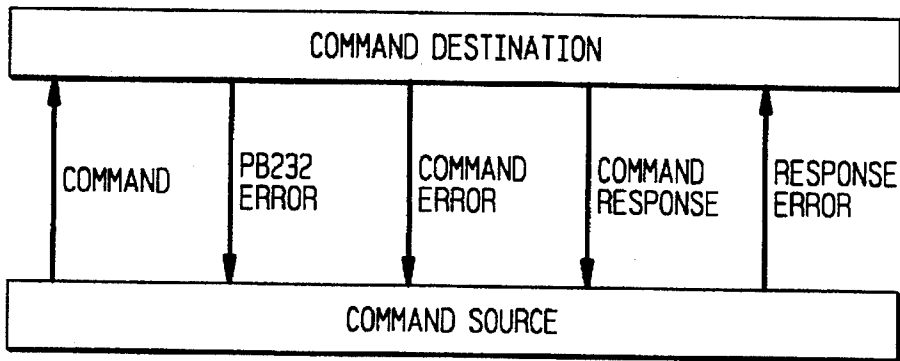 COMMAND DESTINATION
COMMAND
PB232
ERROR
COMMAND
ERROR
COMMAND
RESPONSE
RESPONSE
ERROR
COMMAND SOURCE